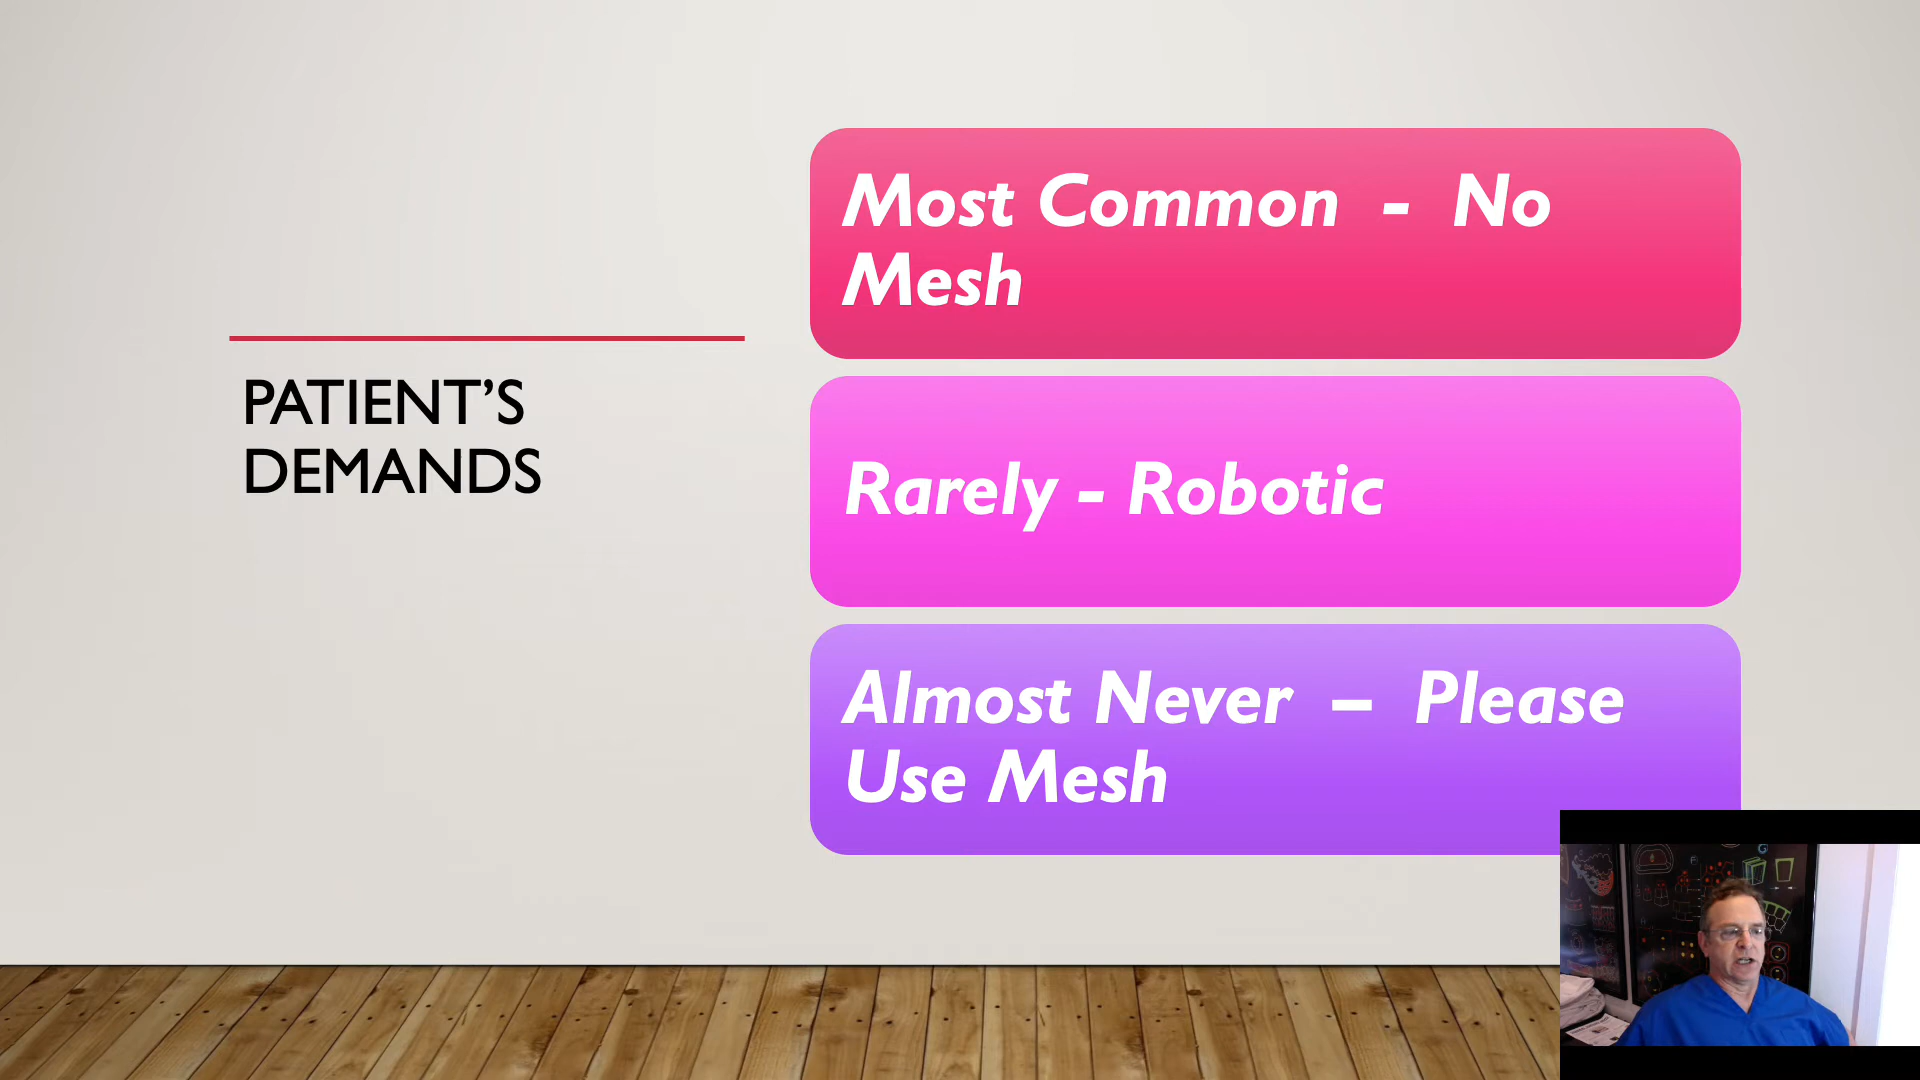 PATIENT’S
DEMANDS
Most Common - No
Mesh
Rarely - Robotic
Almost Never – Please
Use Mesh